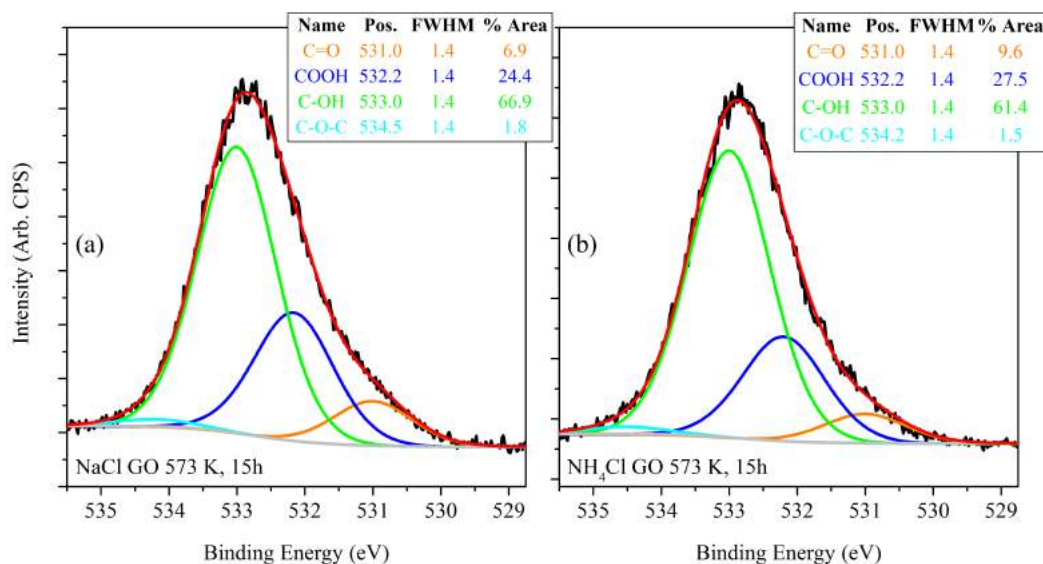 Name Pos. FWHM % Area
C=O 531.0 1.4 6.9
COOH 532.2 1.4 24.4
C-OH 533.0 1.4 66.9
C-O-C 534.5 1.4 1.8
Name Pos. FWHM % Area
C=O 531.0 1.4 9.6
COOH 532.2 1.4 27.5
C-OH 533.0 1.4 61.4
C-O-C 534.2 1.4 1.5
Intensity (Arb. CPS)
(a)
(b)
NaCl GO 573 K, 15h
NH4Cl GO 573 K, 15h
535 534 533 532 531 530 529
535 534 533 532 531 530 529
Binding Energy (eV)
Binding Energy (eV)